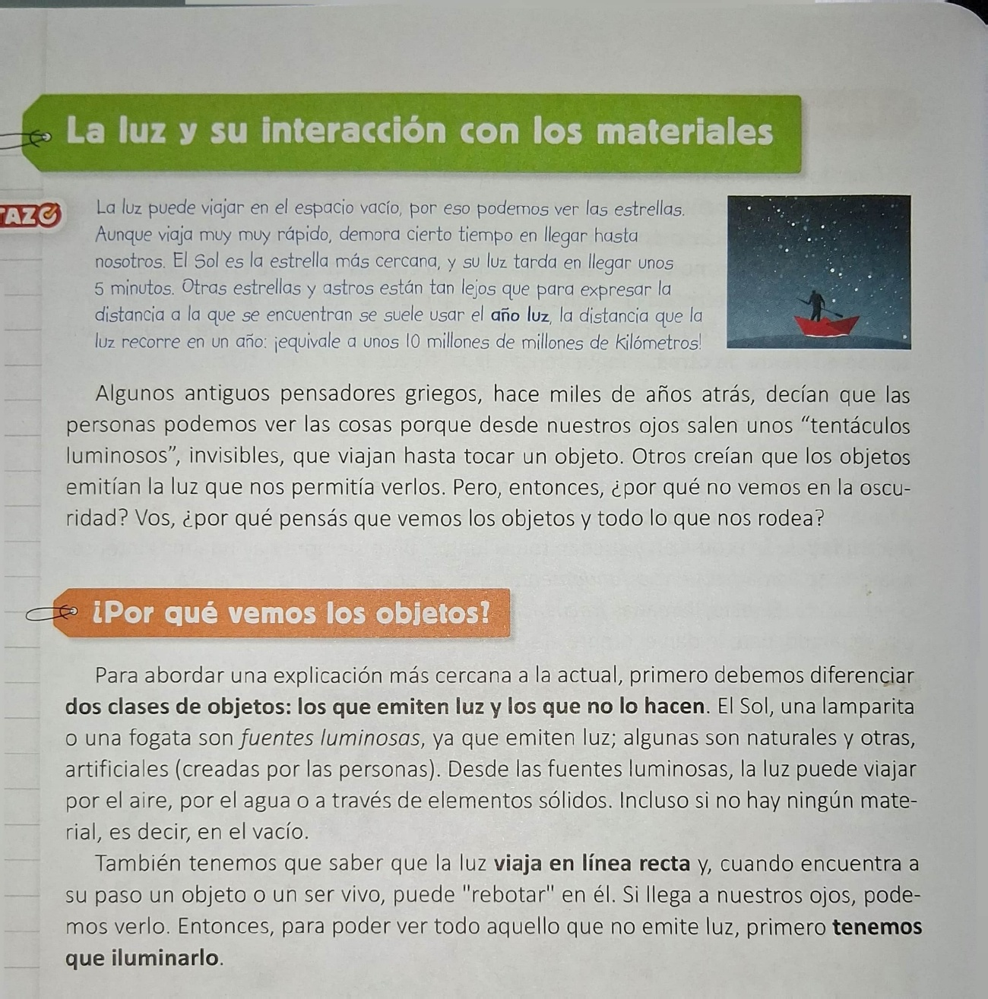 La luz y su interacción con los materiales
TAZO
La luz puede viajar en el espacio vacío, por eso podemos ver las estrellas.
Aunque viaja muy muy rápido, demora cierto tiempo en llegar hasta
nosotros. El Sol es la estrella más cercana, y su luz tarda en llegar unos
5 minutos. Otras estrellas y astros están tan lejos que para expresar la
distancia a la que se encuentran se suele usar el año luz, la distancia que la
luz recorre en un año: ¡equivale a unos 10 millones de millones de kilómetros!
Algunos antiguos pensadores griegos, hace miles de años atrás, decían que las
personas podemos ver las cosas porque desde nuestros ojos salen unos “tentáculos
luminosos”, invisibles, que viajan hasta tocar un objeto. Otros creían que los objetos
emitían la luz que nos permitía verlos. Pero, entonces, ¿por qué no vemos en la oscu-
ridad? Vos, ¿por qué pensás que vemos los objetos y todo lo que nos rodea?
¿Por qué vemos los objetos?
Para abordar una explicación más cercana a la actual, primero debemos diferenciar
dos clases de objetos: los que emiten luz y los que no lo hacen. El Sol, una lamparita
o una fogata son fuentes luminosas, ya que emiten luz; algunas son naturales y otras,
artificiales (creadas por las personas). Desde las fuentes luminosas, la luz puede viajar
por el aire, por el agua o a través de elementos sólidos. Incluso si no hay ningún mate-
rial, es decir, en el vacío.
También tenemos que saber que la luz viaja en línea recta y, cuando encuentra a
su paso un objeto o un ser vivo, puede "rebotar" en él. Si llega a nuestros ojos, pode-
mos verlo. Entonces, para poder ver todo aquello que no emite luz, primero tenemos
que iluminarlo.